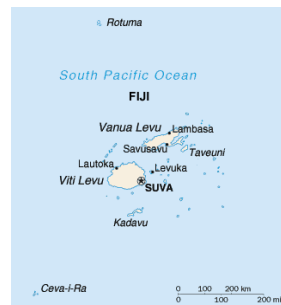 Rotuma
South Pacific Ocean
FIJI
Vanua Levu
Lambasa
Savusavu
Taveuni
Lautoka
Levuka
Viti Levu
SUVA
Kadavu
Ceva-I-Ra
0 100 200 km
0 100 200 mi